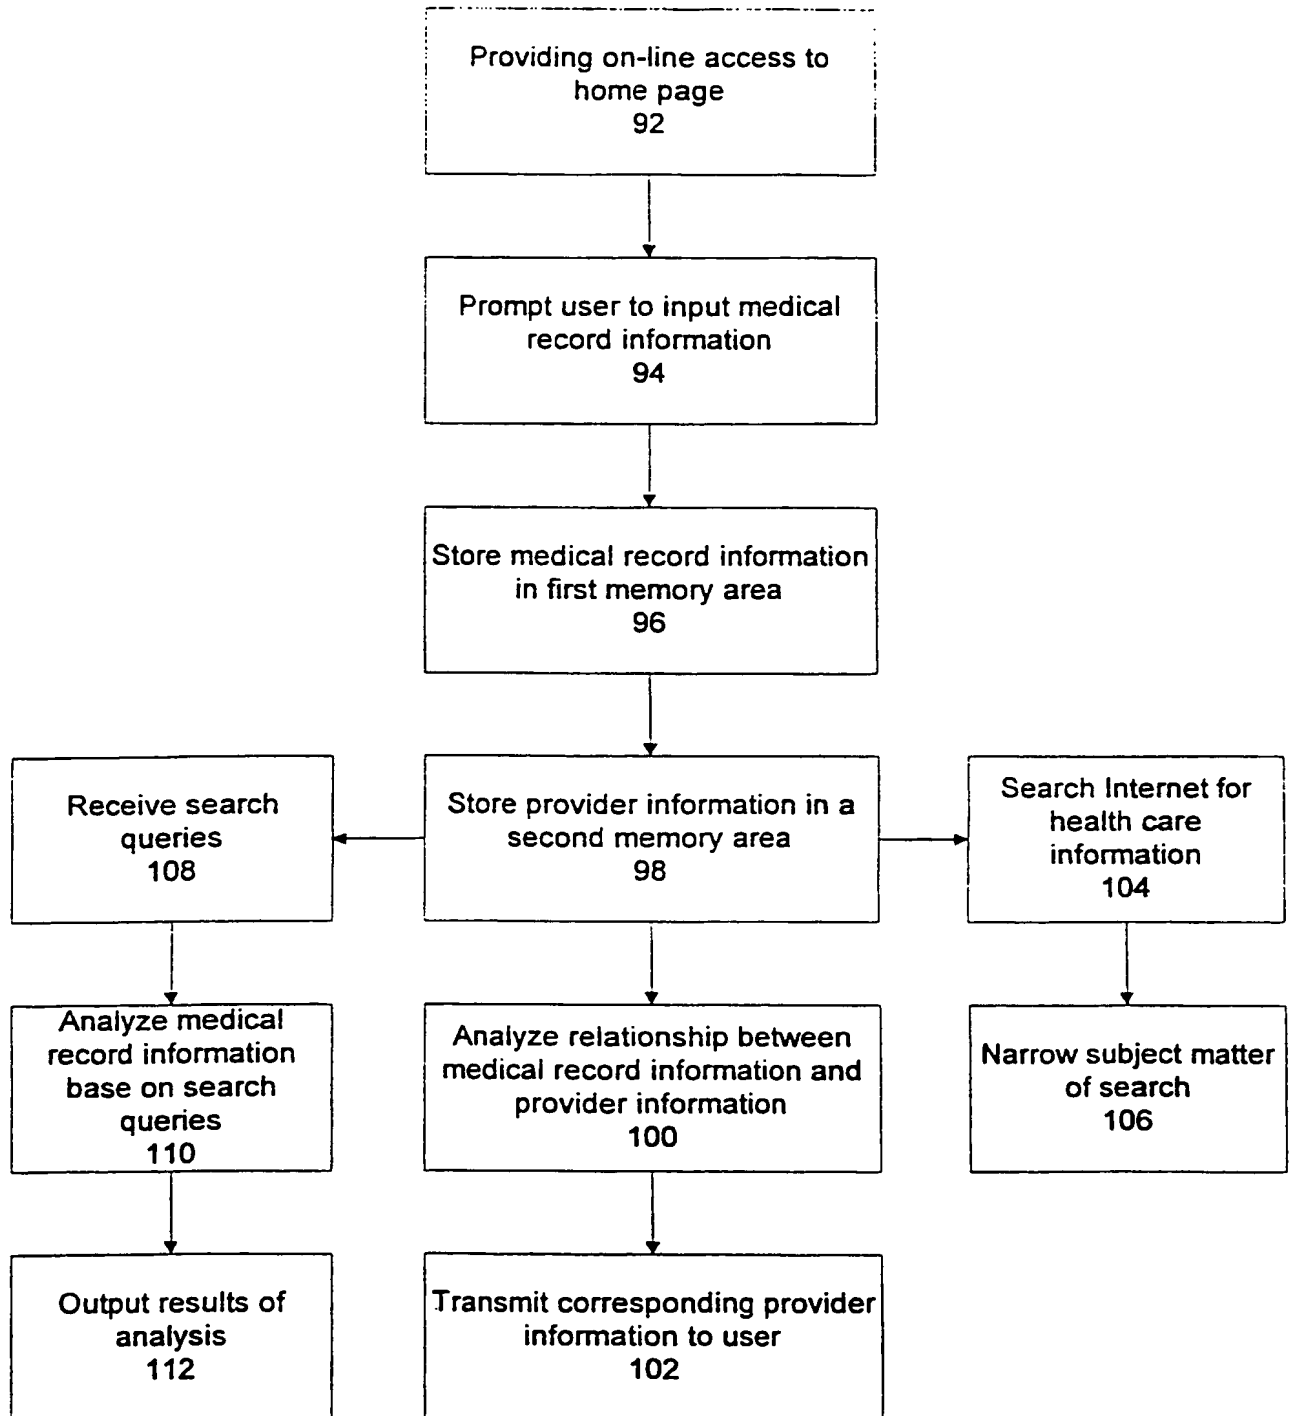 Providing on-line access to
home page
92
Prompt user to input medical
record information
94
Store medical record information
in first memory area
96
Receive search
queries
108
Store provider information in a
second memory area
98
Search Internet for
health care
information
104
Analyze medical
record information
base on search
queries
110
Analyze relationship between
medical record information and
provider information
100
Narrow subject matter
of search
106
Output results of
analysis
112
Transmit corresponding provider
information to user
102